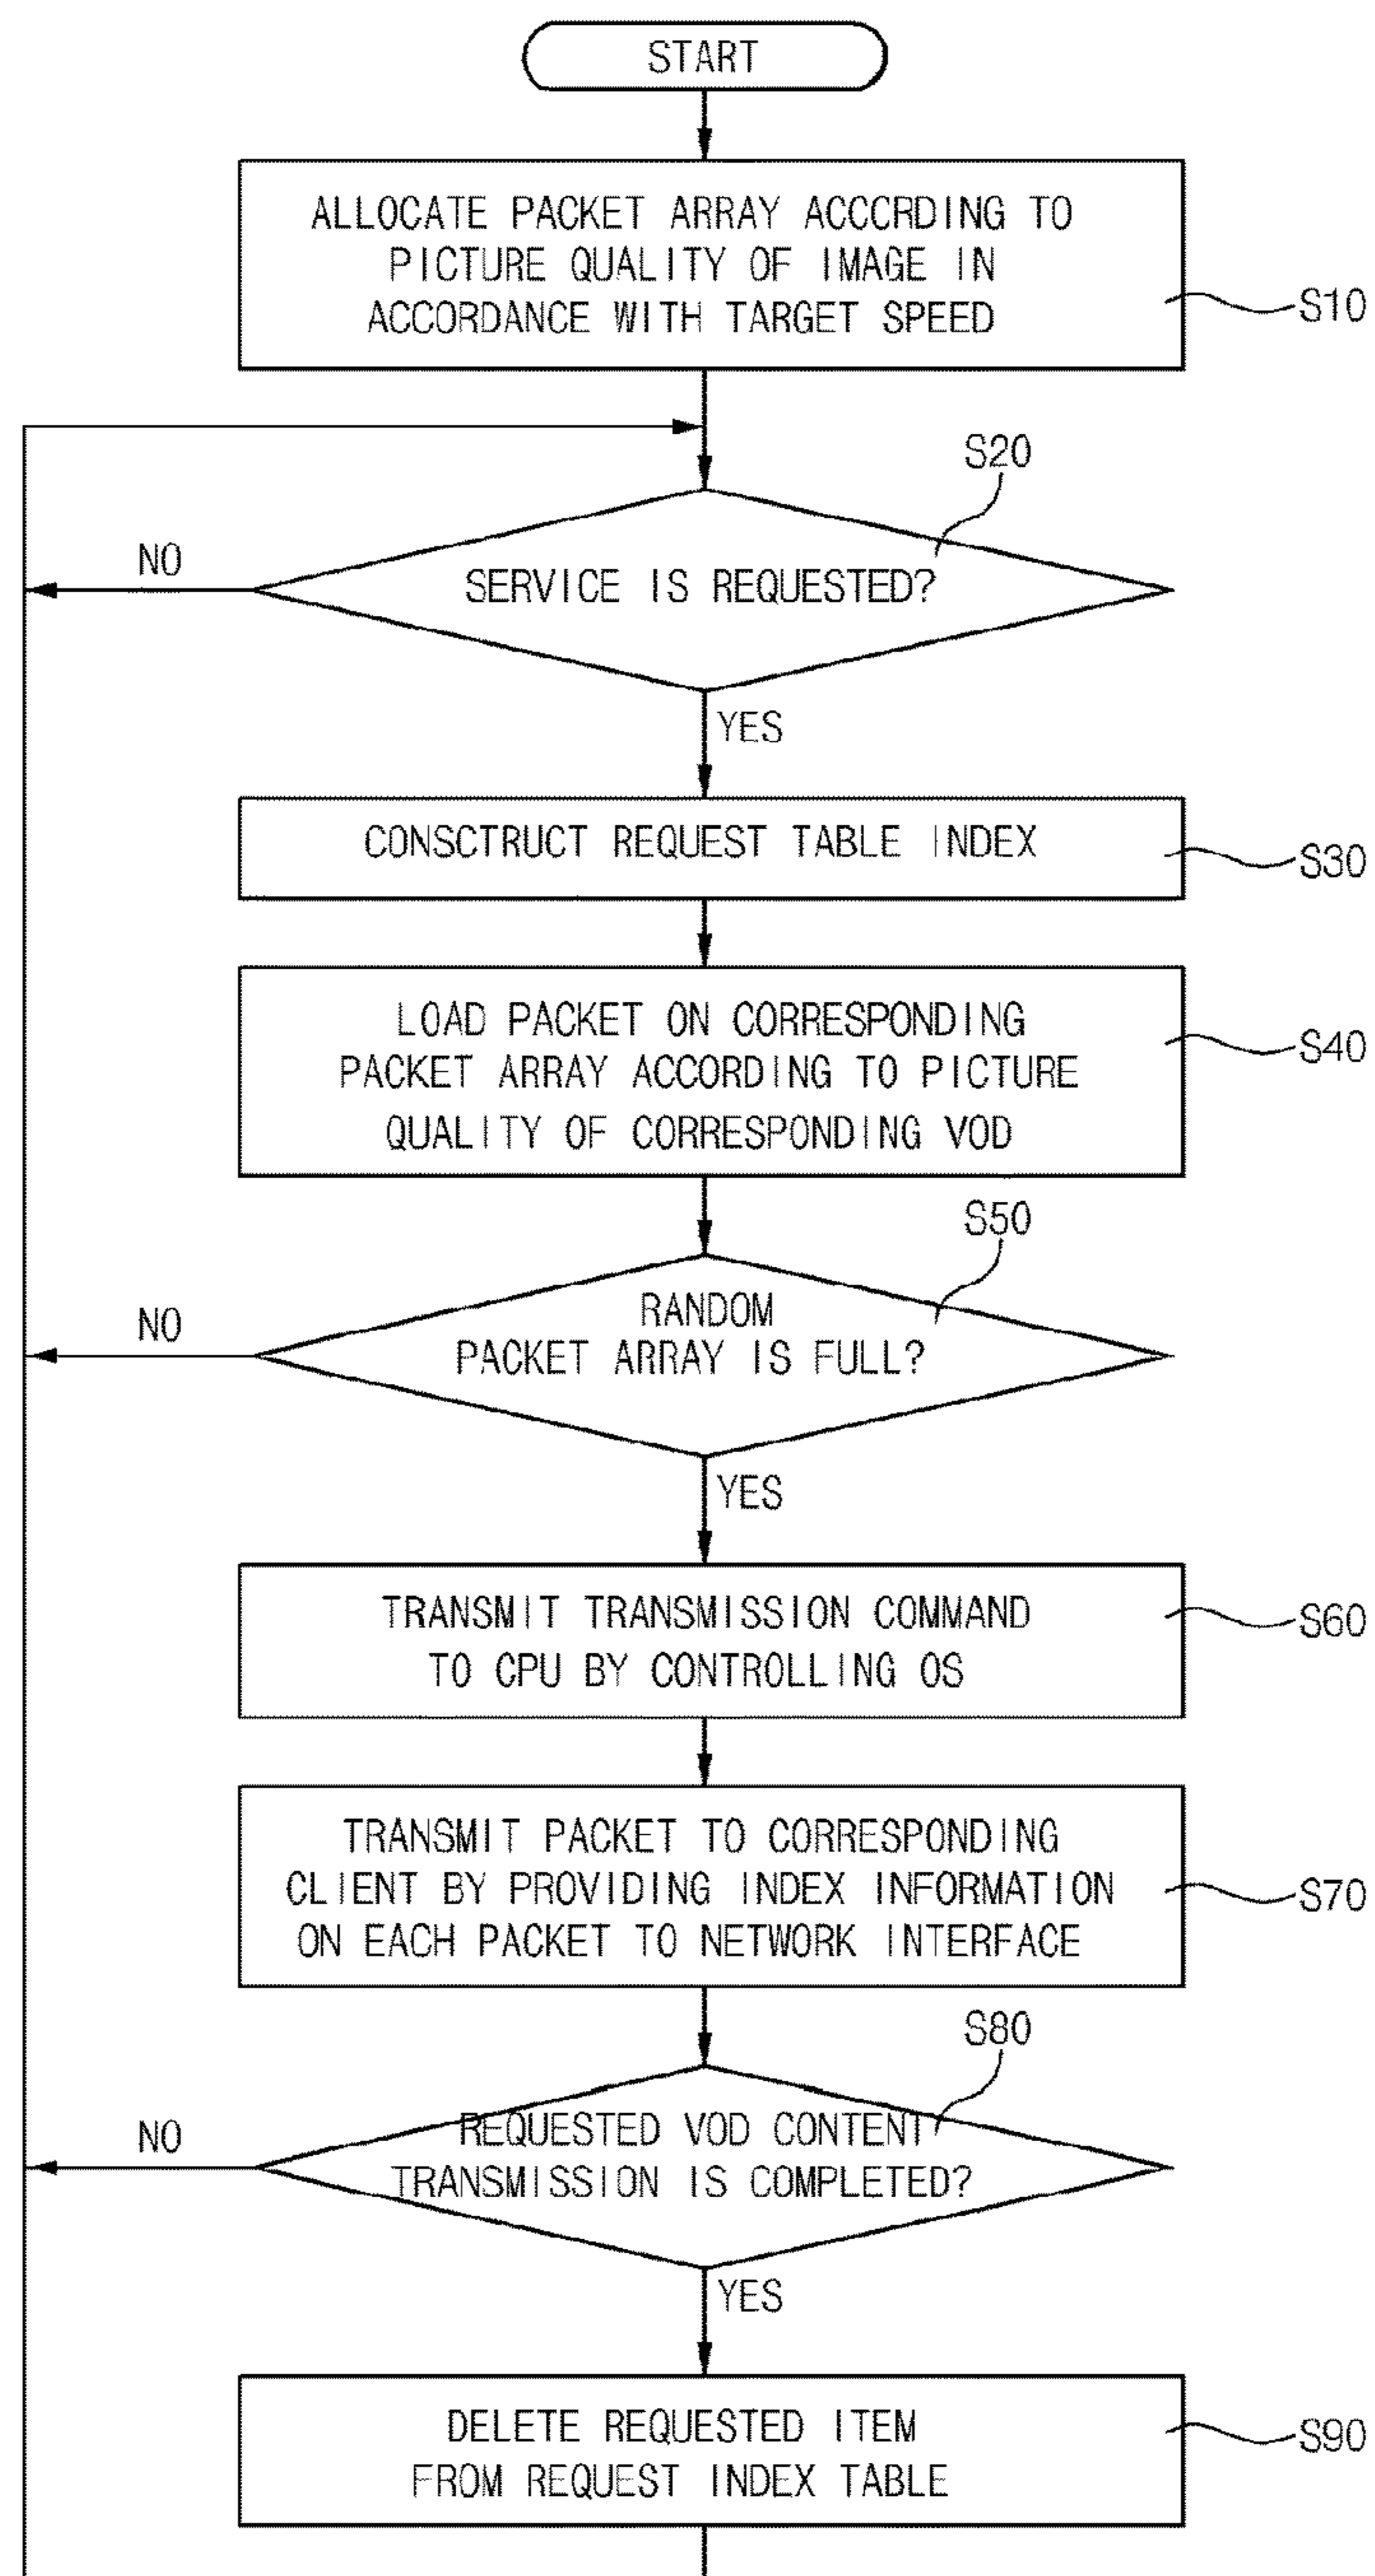 START
ALLOCATE PACKET ARRAY ACCCRDING TO
PICTURE QUALITY OF IMAGE IN
ACCORDANCE WITH TARGET SPEED
S10
S20
NO
SERVICE IS REQUESTED?
YES
CONSCTRUCT REQUEST TABLE INDEX
S30
LOAD PACKET ON CORRESPONDING
PACKET ARRAY ACCORDING TO PICTURE
QUALITY OF CORRESPONDING VOD
S40
S50
NO
RANDOM
PACKET ARRAY IS FULL?
YES
TRANSMIT TRANSMISSION COMMAND
TO CPU BY CONTROLLING OS
S60
TRANSMIT PACKET TO CORRESPONDING
CLIENT BY PROVIDING INDEX INFORMATION
ON EACH PACKET TO NETWORK INTERFACE
S70
S80
NO
REQUESTED VOD CONTENT
TRANSMISSION IS COMPLETED?
YES
DELETE REQUESTED ITEM
FROM REQUEST INDEX TABLE
S90